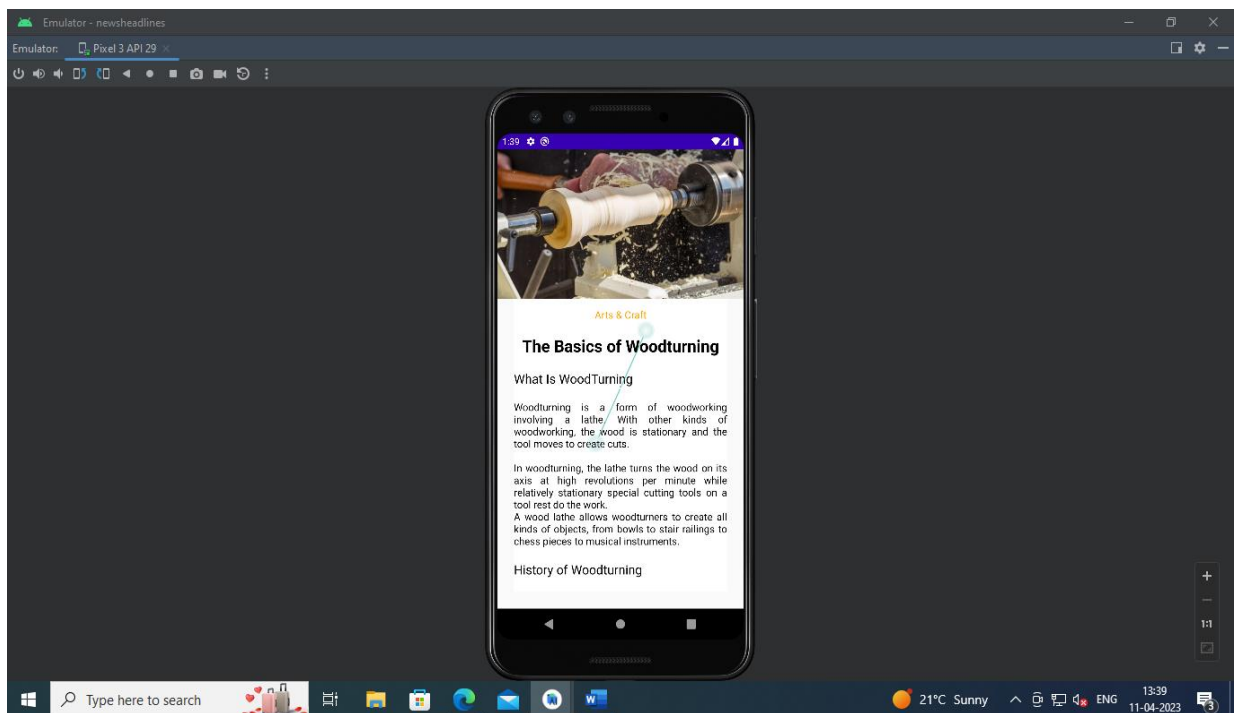 Emulator - newsheadlines
Emulator: Pixel 3 API 29
1:39
Arts & Craft
The Basics of Woodturning
What Is WoodTurning
Woodturning is a form of woodworking
involving a lathe. With other kinds of
woodworking, the wood is stationary and the
tool moves to create cuts.
In woodturning, the lathe turns the wood on its
axis at high revolutions per minute while
relatively stationary special cutting tools on a
tool rest do the work.
A wood lathe allows woodturners to create all
kinds of objects, from bowls to stair railings to
chess pieces to musical instruments.
History of Woodturning
1:1
Type here to search
W
21°C Sunny
ENG
13:39
11-04-2023
3